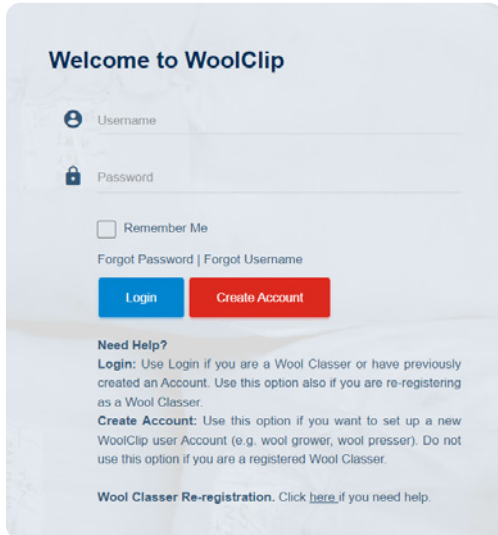 Welcome to WoolClip
Username
Password
Remember Me
Forgot Password | Forgot Username
Login
Create Account
Need Help?
Login: Use Login if you are a Wool Classer or have previously
created an Account. Use this option also if you are re-registering
as a Wool Classer.
Create Account: Use this option if you want to set up a new
WoolClip user Account (e.g. wool grower, wool presser). Do not
use this option if you are a registered Wool Classer.
Wool Classer Re-registration. Click here if you need help.